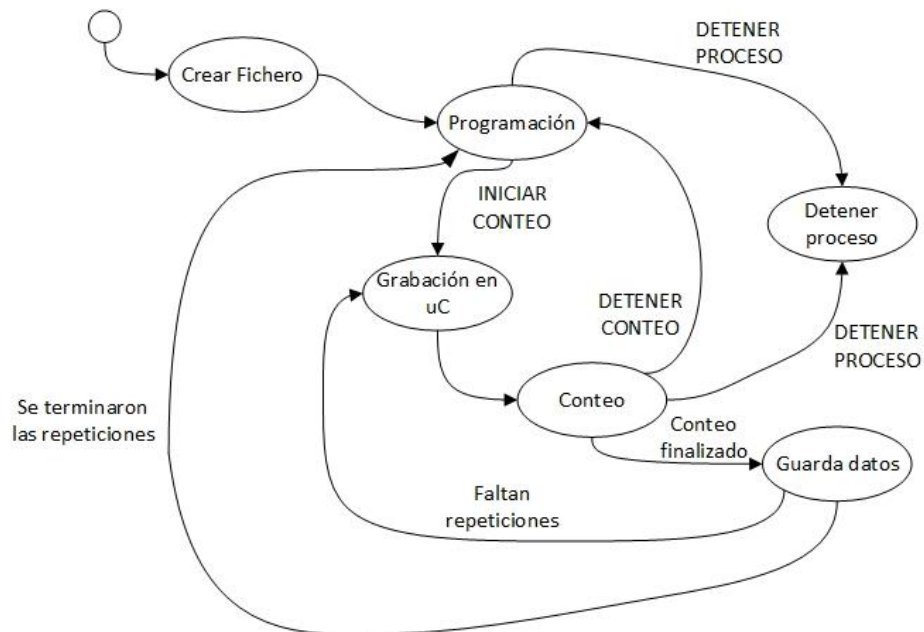 DETENER
PROCESO
Crear Fichero
Programación
INICIAR
CONTEO
Detener
proceso
Grabación en
uC
DETENER
CONTEO
DETENER
PROCESO
Se terminaron
las repeticiones
Conteo
Conteo
finalizado
Guarda datos
Faltan
repeticiones